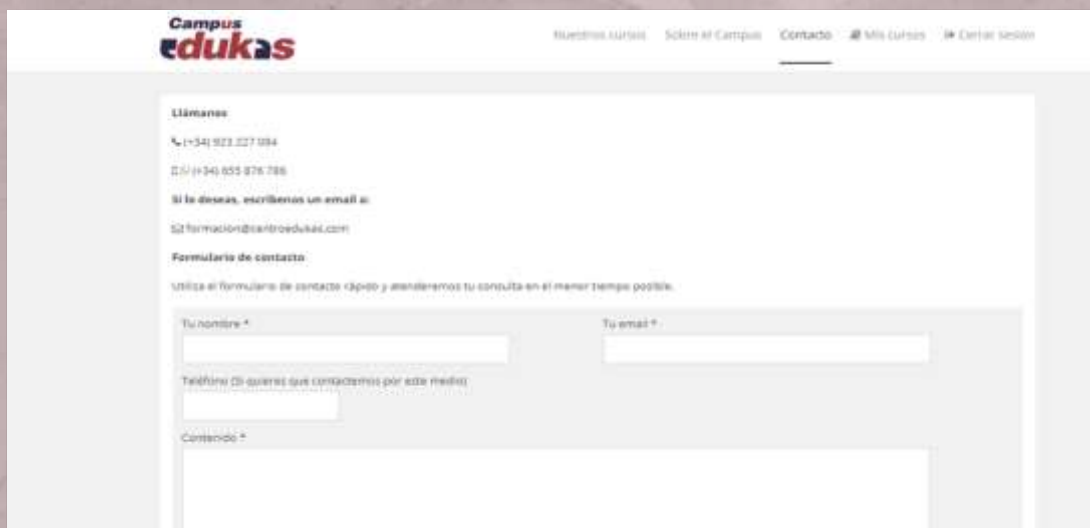 Campus
edukas
Nuestros cursos Sobre el Campus Contacto Mis cursos Cerrar sesión
Llámanos
(+34) 923 227 094
(+34) 655 876 786
Si lo deseas, escríbenos un email a:
formacion@centroedukas.com
Formulario de contacto
Utiliza el formulario de contacto rápido y atenderemos tu consulta en el menor tiempo posible.
Tu nombre *
Tu email *
Teléfono (Si quieres que contactemos por este medio)
Contenido *